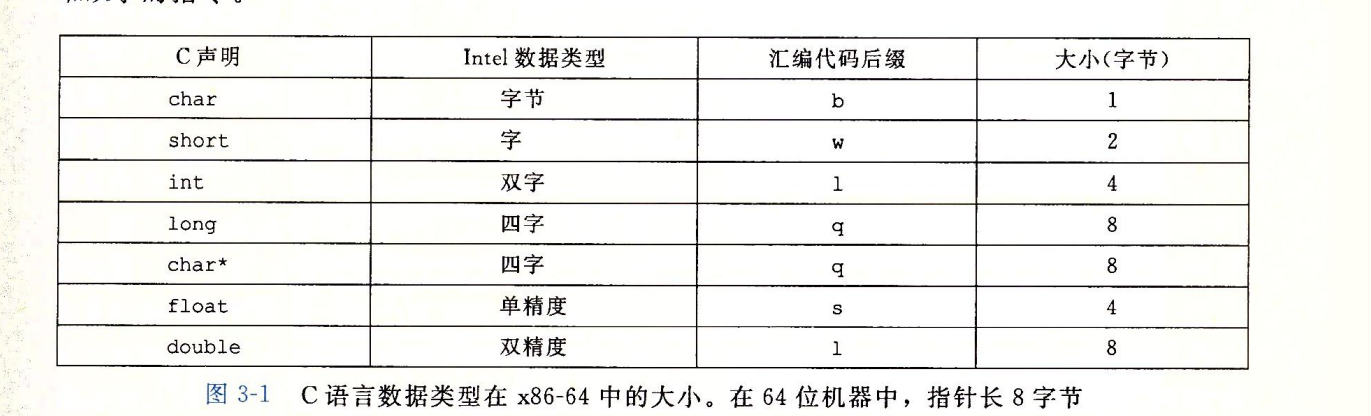 C声明 Intel数据类型 汇编代码后缀 大小(字节)
char 字节 b 1
short 字 w 2
int 双字 l 4
long 四字 q 8
char* 四字 q 8
float 单精度 s 4
double 双精度 l 8
图 3-1 C语言数据类型在 x86-64 中的大小。在 64 位机器中，指针长 8 字节